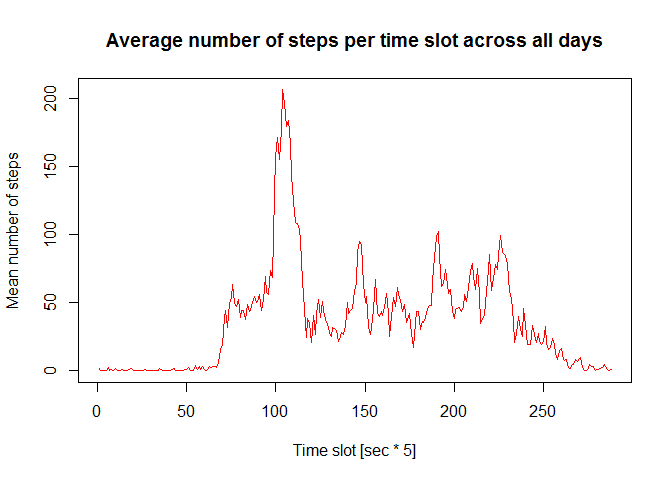 Average number of steps per time slot across all days
Mean number of steps
200
150
100
50
0
0 50 100 150 200 250
Time slot [sec * 5]